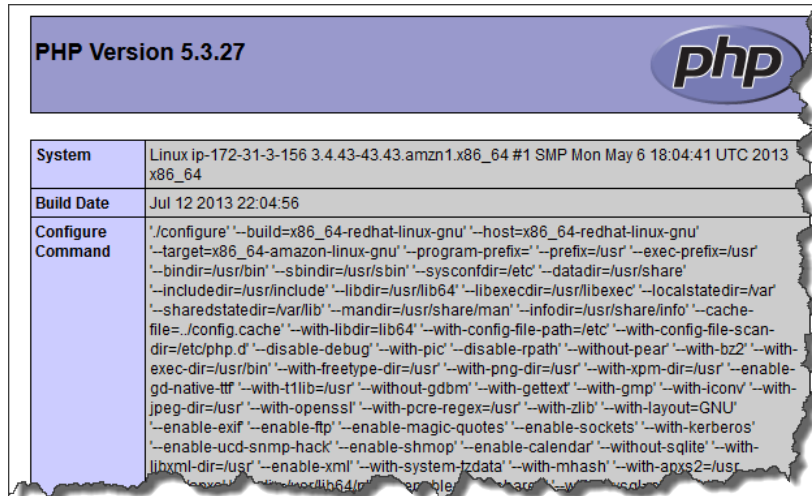 PHP Version 5.3.27
php
System
Linux ip-172-31-3-156 3.4.43-43.43.amzn1.x86_64 #1 SMP Mon May 6 18:04:41 UTC 2013
x86_64
Build Date
Jul 12 2013 22:04:56
Configure
Command
'./configure' '--build=x86_64-redhat-linux-gnu' '--host=x86_64-redhat-linux-gnu'
'--target=x86_64-amazon-linux-gnu' '--program-prefix=' '--prefix=/usr' '--exec-prefix=/usr'
'--bindir=/usr/bin' '--sbindir=/usr/sbin' '--sysconfdir=/etc' '--datadir=/usr/share'
'--includedir=/usr/include' '--libdir=/usr/lib64' '--libexecdir=/usr/libexec' '--localstatedir=/var'
'--sharedstatedir=/var/lib' '--mandir=/usr/share/man' '--infodir=/usr/share/info' '--cache-
file=../config.cache' '--with-libdir=lib64' '--with-config-file-path=/etc' '--with-config-file-scan-
dir=/etc/php.d' '--disable-debug' '--with-pic' '--disable-rpath' '--without-pear' '--with-bz2' '--with-
exec-dir=/usr/bin' '--with-freetype-dir=/usr' '--with-png-dir=/usr' '--with-xpm-dir=/usr' '--enable-
gd-native-ttf' '--with-t1lib=/usr' '--without-gdbm' '--with-gettext' '--with-gmp' '--with-iconv' '--with-
jpeg-dir=/usr' '--with-openssl' '--with-pcre-regex=/usr' '--with-zlib' '--with-layout=GNU'
'--enable-exif' '--enable-ftp' '--enable-magic-quotes' '--enable-sockets' '--with-kerberos'
'--enable-ucd-snmp-hack' '--enable-shmop' '--enable-calendar' '--without-sqlite' '--with-
libxml-dir=/usr' '--enable-xml' '--with-system-tzdata' '--with-mhash' '--with-apxs2=/usr